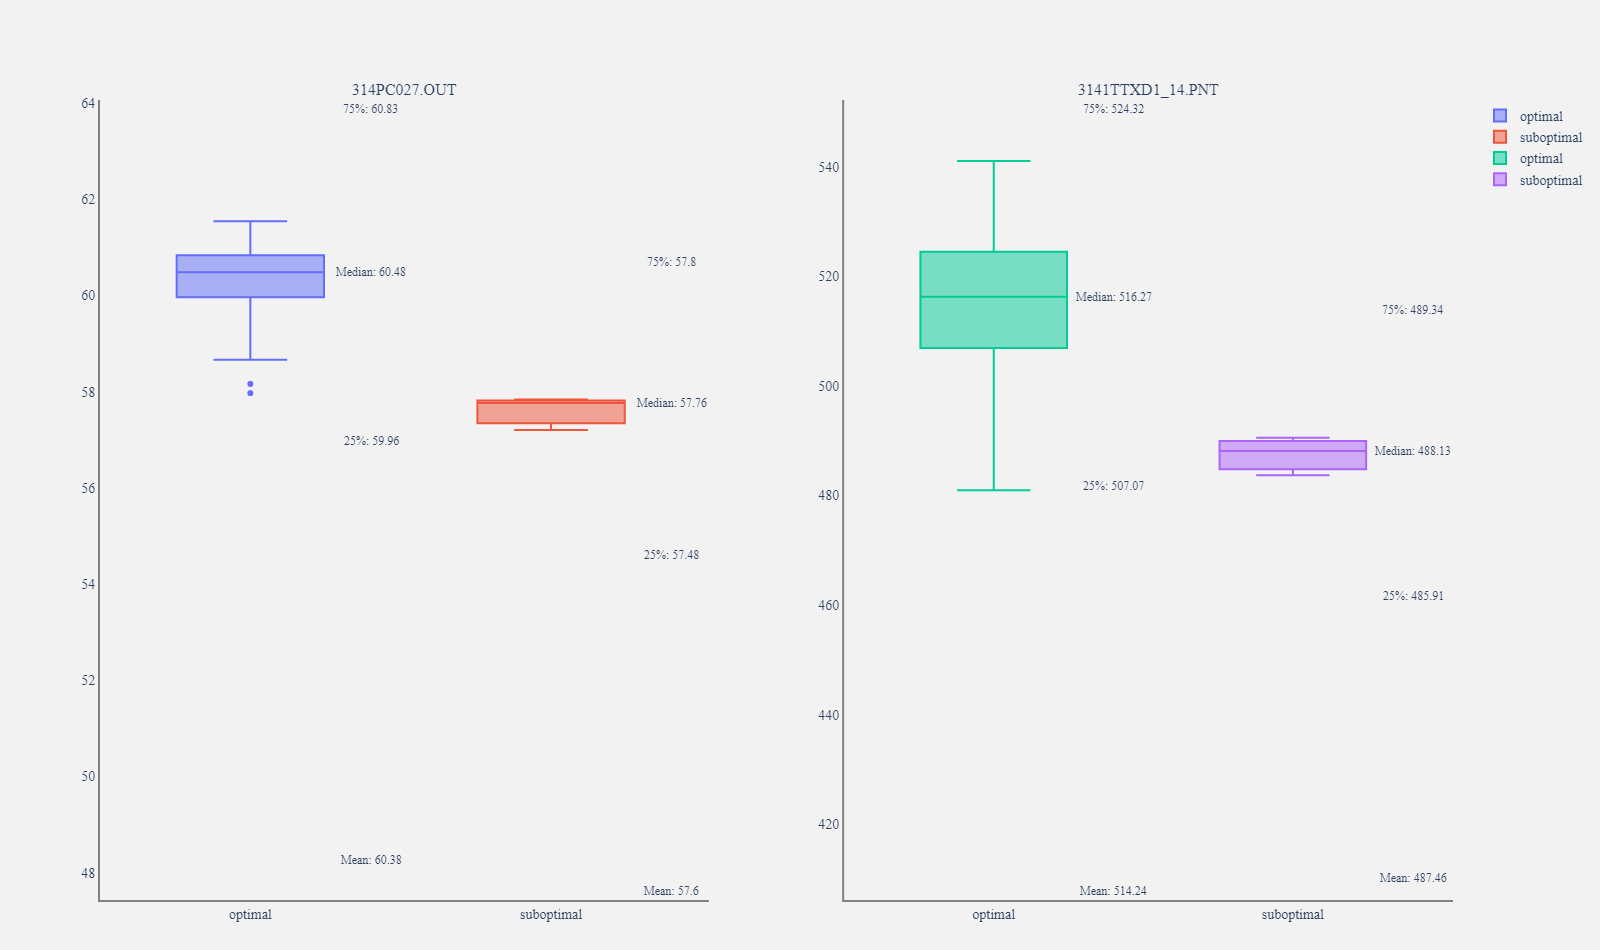 314PC027.OUT
64
62
60
58
56
54
52
50
48
75%: 60.83
Median: 60.48
25%: 59.96
Mean: 60.38
75%: 57.8
Median: 57.76
25%: 57.48
Mean: 57.6
optimal
suboptimal
3141TTXD1_14.PNT
540
520
500
480
460
440
420
75%: 524.32
Median: 516.27
25%: 507.07
Mean: 514.24
75%: 489.34
Median: 488.13
25%: 485.91
Mean: 487.46
optimal
suboptimal
optimal
suboptimal
optimal
suboptimal